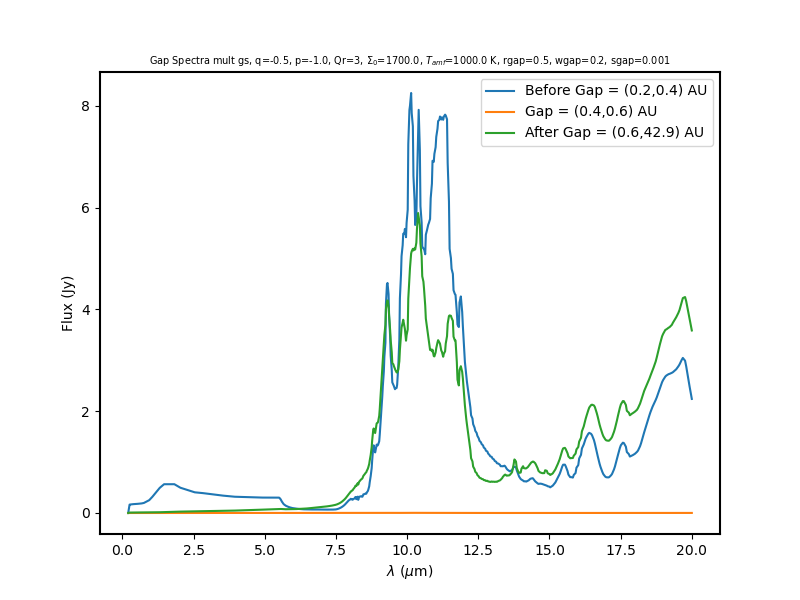 Gap Spectra mult gs, q=-0.5, p=-1.0, Qr=3, Σ₀=1700.0, T_amf=1000.0 K, rgap=0.5, wgap=0.2, sgap=0.001
Before Gap = (0.2,0.4) AU
Gap = (0.4,0.6) AU
After Gap = (0.6,42.9) AU
8
6
4
2
0
Flux (Jy)
0.0 2.5 5.0 7.5 10.0 12.5 15.0 17.5 20.0
λ (μm)